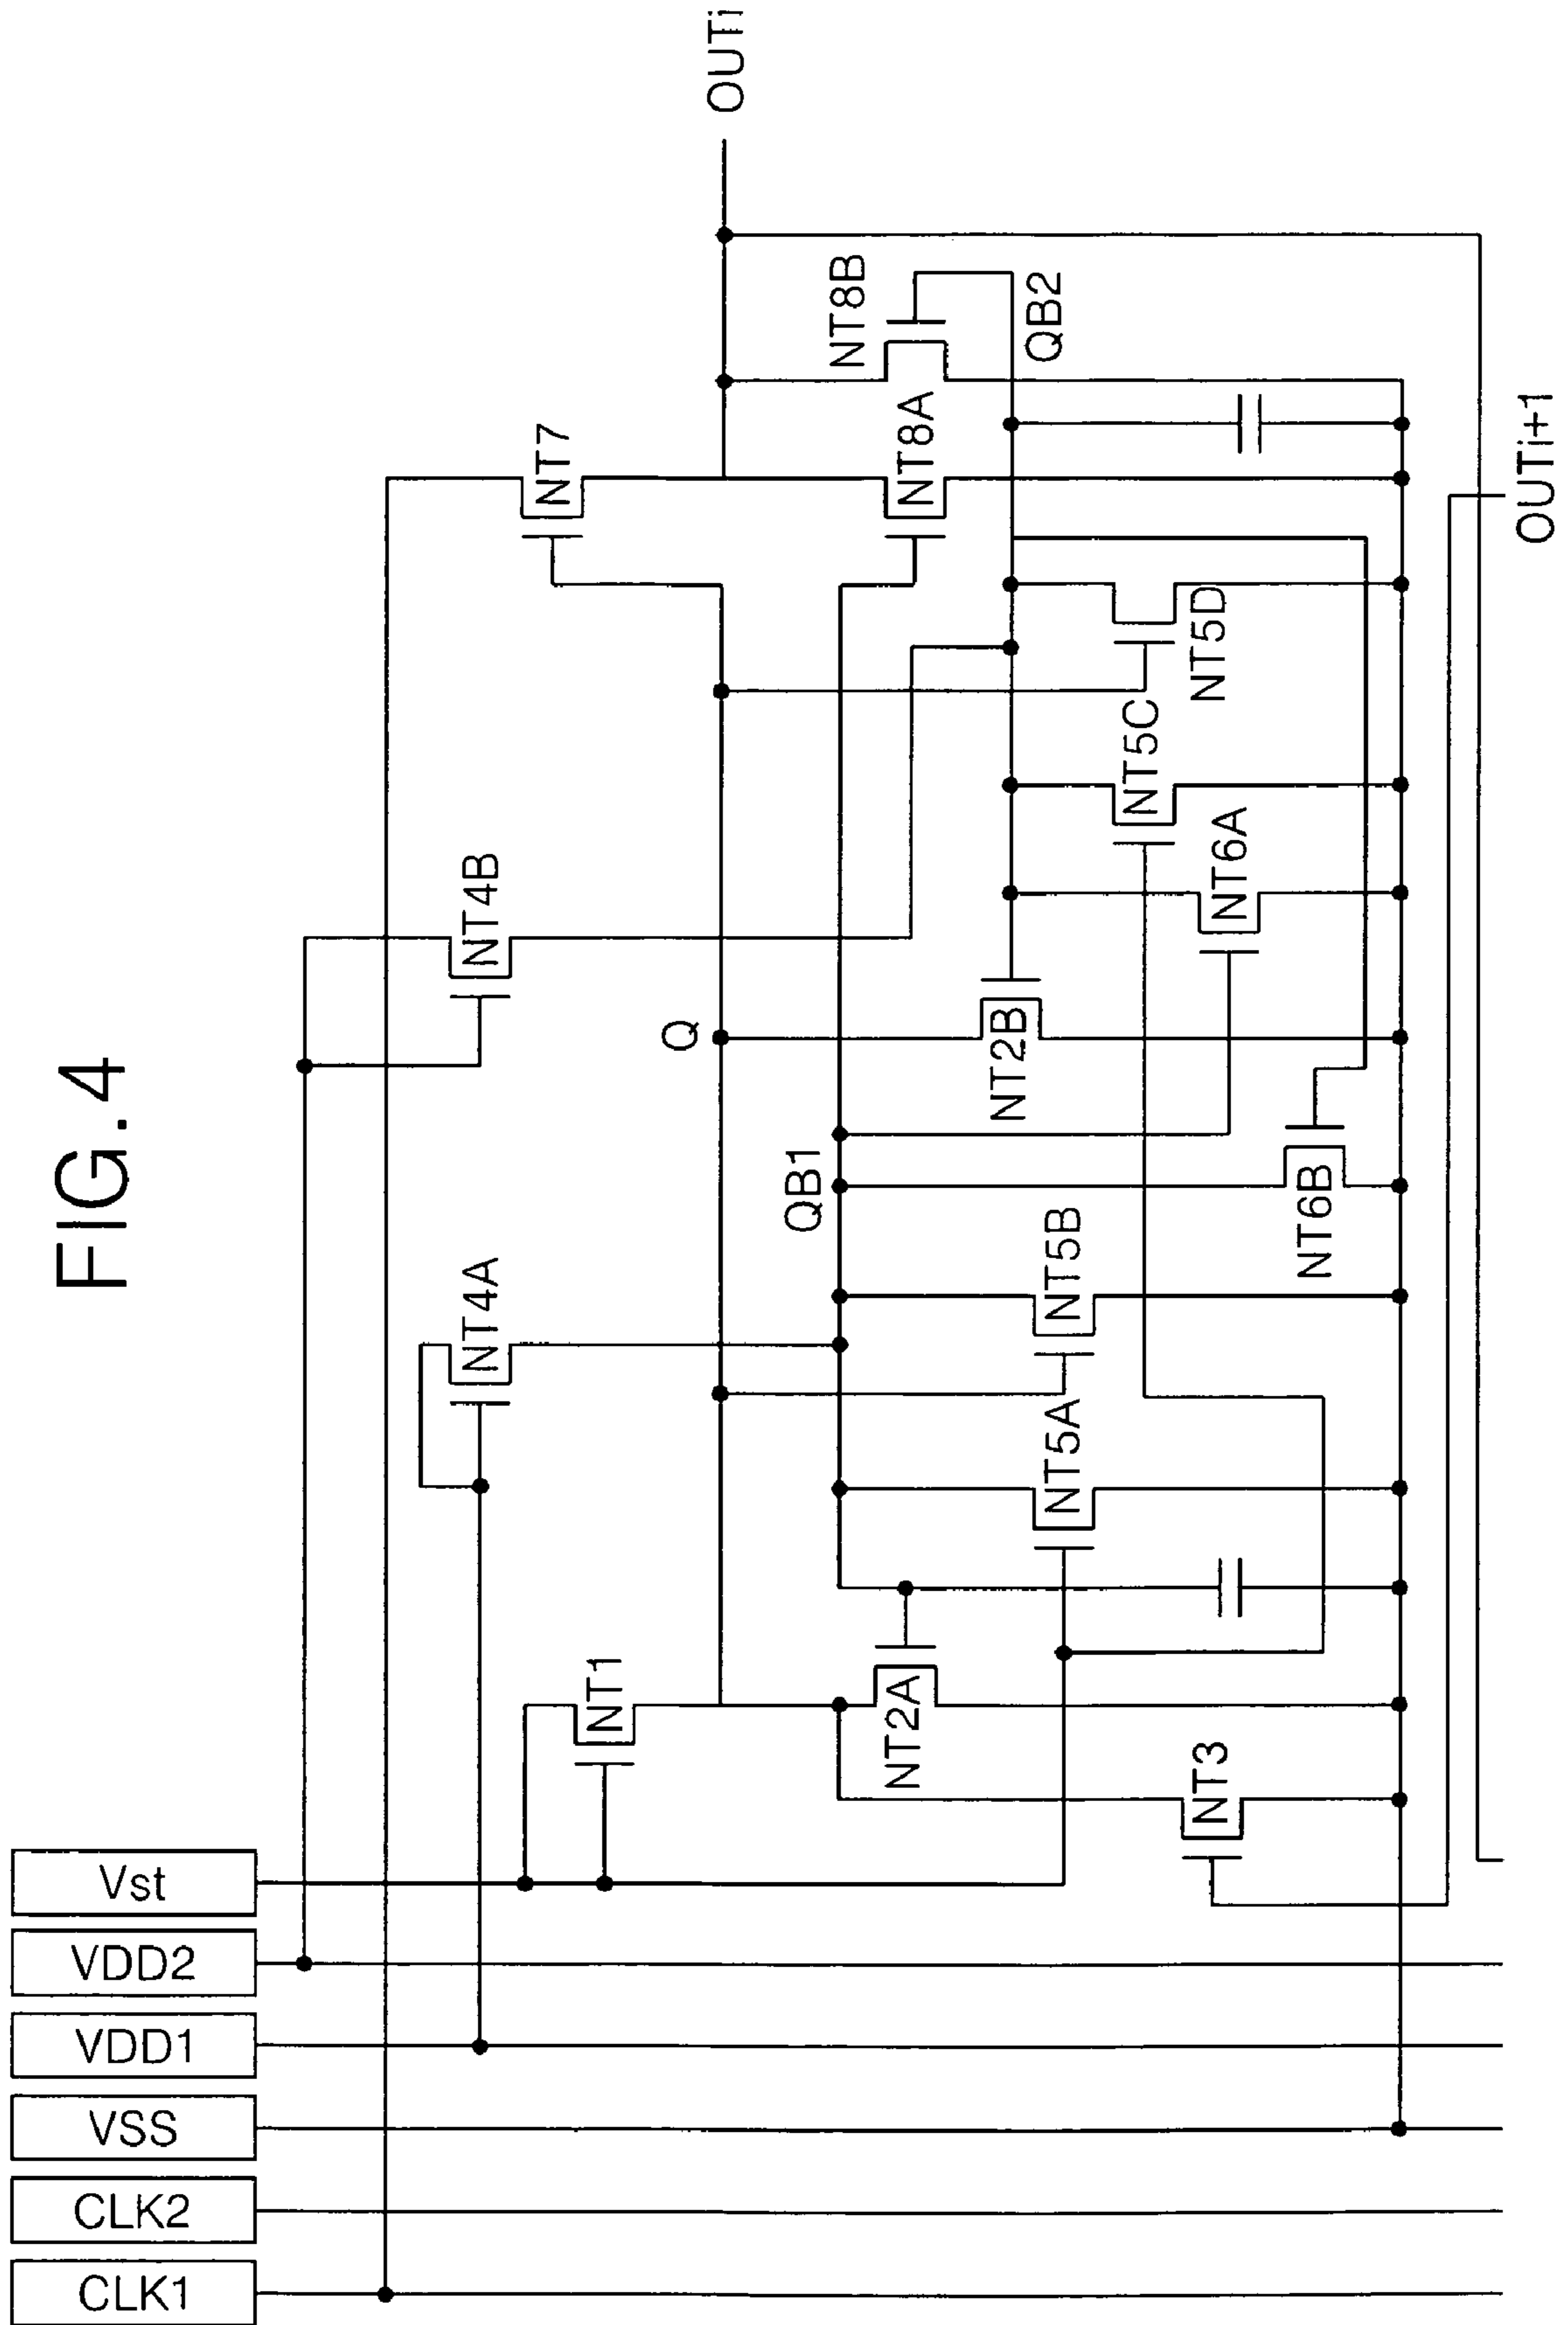 FIG.4
Vst
VDD2
VDD1
VSS
CLK2
CLK1
NT1
NT2A
NT3
NT4A
NT5A
NT5B
QB1
NT6B
Q
NT4B
NT2B
NT6A
NT5C
NT5D
NT7
NT8A
NT8B
QB2
OUTi
OUTi+1